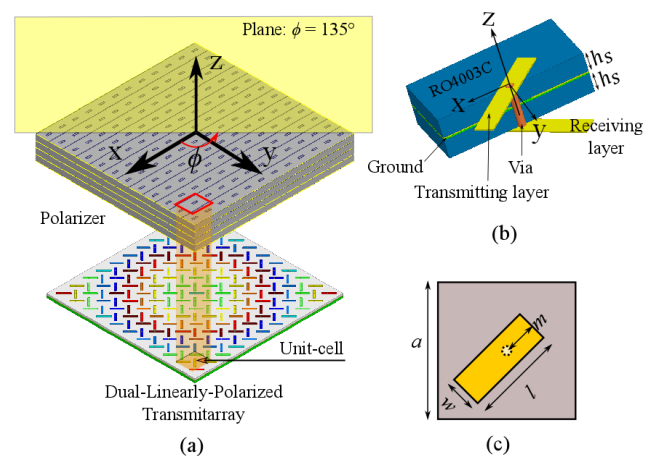 Plane: ϕ = 135°
z
x
y
ϕ
Polarizer
Unit-cell
Dual-Linearly-Polarized
Transmitarray
(a)
z
RO4003C
hs
hs
x
y
Receiving
layer
Ground
Via
Transmitting layer
(b)
a
m
w
l
(c)